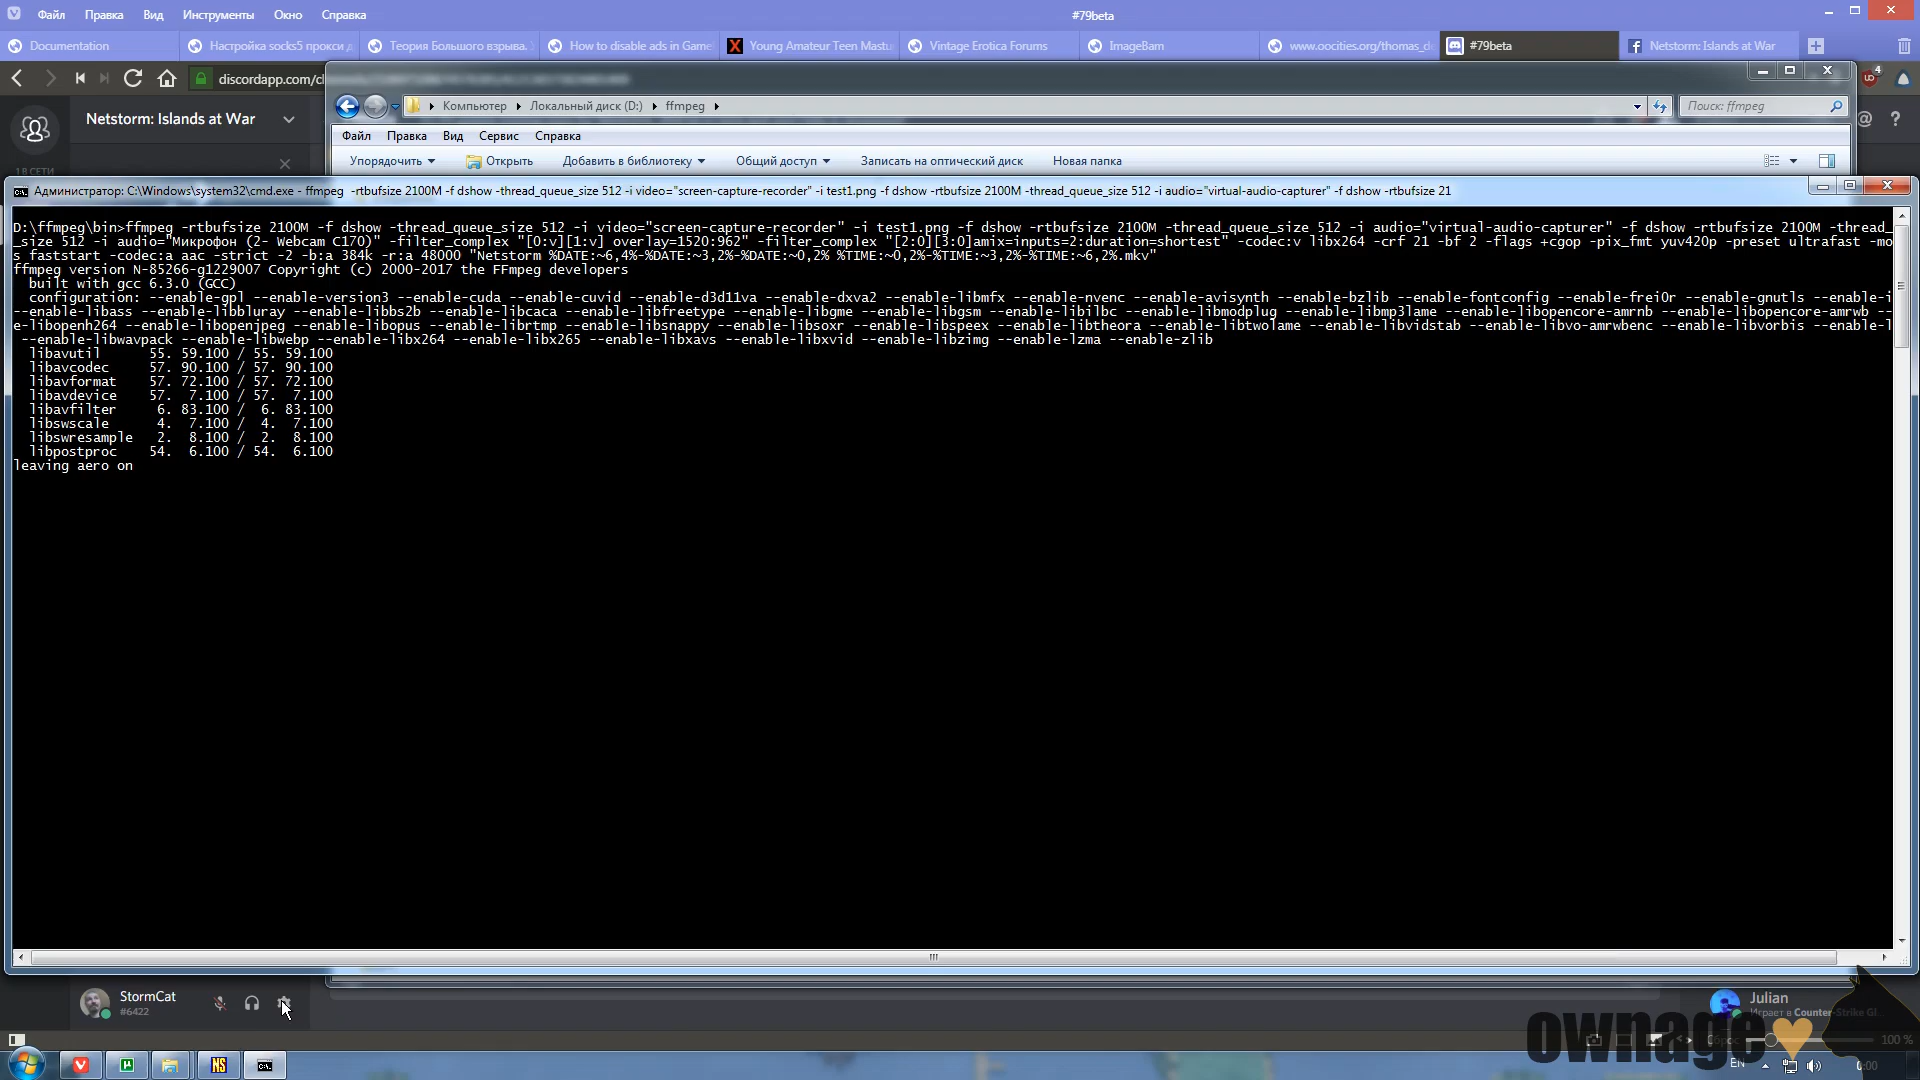 Файл Правка Вид Инструменты Окно Справка #79beta
Documentation Настройка socks5 прокси д Теория Большого взрыва. How to disable ads in Game Young Amateur Teen Mastu Vintage Erotica Forums ImageBam www.oocities.org/thomas_de #79beta Netstorm: Islands at War
discordapp.com/cl
4
Netstorm: Islands at War
Компьютер Локальный диск (D:) ffmpeg Поиск: ffmpeg
Файл Правка Вид Сервис Справка
Упорядочить Открыть Добавить в библиотеку Общий доступ Записать на оптический диск Новая папка
1 В СЕТИ
Администратор: C:\Windows\system32\cmd.exe - ffmpeg -rtbufsize 2100M -f dshow -thread_queue_size 512 -i video="screen-capture-recorder" -i test1.png -f dshow -rtbufsize 2100M -thread_queue_size 512 -i audio="virtual-audio-capturer" -f dshow -rtbufsize 21
D:\ffmpeg\bin>ffmpeg -rtbufsize 2100M -f dshow -thread_queue_size 512 -i video="screen-capture-recorder" -i test1.png -f dshow -rtbufsize 2100M -thread_queue_size 512 -i audio="virtual-audio-capturer" -f dshow -rtbufsize 2100M -thread_
_size 512 -i audio="Микрофон (2- Webcam C170)" -filter_complex "[0:v][1:v] overlay=1520:962" -filter_complex "[2:0][3:0]amix=inputs=2:duration=shortest" -codec:v libx264 -crf 21 -bf 2 -flags +cgop -pix_fmt yuv420p -preset ultrafast -mo
s faststart -codec:a aac -strict -2 -b:a 384k -r:a 48000 "Netstorm %DATE:~6,4%-%DATE:~3,2%-%DATE:~0,2% %TIME:~0,2%-%TIME:~3,2%-%TIME:~6,2%.mkv"
ffmpeg version N-85266-g1229007 Copyright (c) 2000-2017 the FFmpeg developers
built with gcc 6.3.0 (GCC)
configuration: --enable-gpl --enable-version3 --enable-cuda --enable-cuvid --enable-d3d11va --enable-dxva2 --enable-libmfx --enable-nvenc --enable-avisynth --enable-bzlib --enable-fontconfig --enable-frei0r --enable-gnutls --enable-i
--enable-libass --enable-libbluray --enable-libbs2b --enable-libcaca --enable-libfreetype --enable-libgme --enable-libgsm --enable-libilbc --enable-libmodplug --enable-libmp3lame --enable-libopencore-amrnb --enable-libopencore-amrwb --
e-libopenh264 --enable-libopenjpeg --enable-libopus --enable-librtmp --enable-libsnappy --enable-libsoxr --enable-libspeex --enable-libtheora --enable-libtwolame --enable-libvidstab --enable-libvo-amrwbenc --enable-libvorbis --enable-l
--enable-libwavpack --enable-libwebp --enable-libx264 --enable-libx265 --enable-libxavs --enable-libxvid --enable-libzimg --enable-lzma --enable-zlib
libavutil 55. 59.100 / 55. 59.100
libavcodec 57. 90.100 / 57. 90.100
libavformat 57. 72.100 / 57. 72.100
libavdevice 57. 7.100 / 57. 7.100
libavfilter 6. 83.100 / 6. 83.100
libswscale 4. 7.100 / 4. 7.100
libswresample 2. 8.100 / 2. 8.100
libpostproc 54. 6.100 / 54. 6.100
leaving aero on
StormCat
#6422
Julian
Играет в Counter-Strike Gl
ownage
100 %
NS EN 0:00